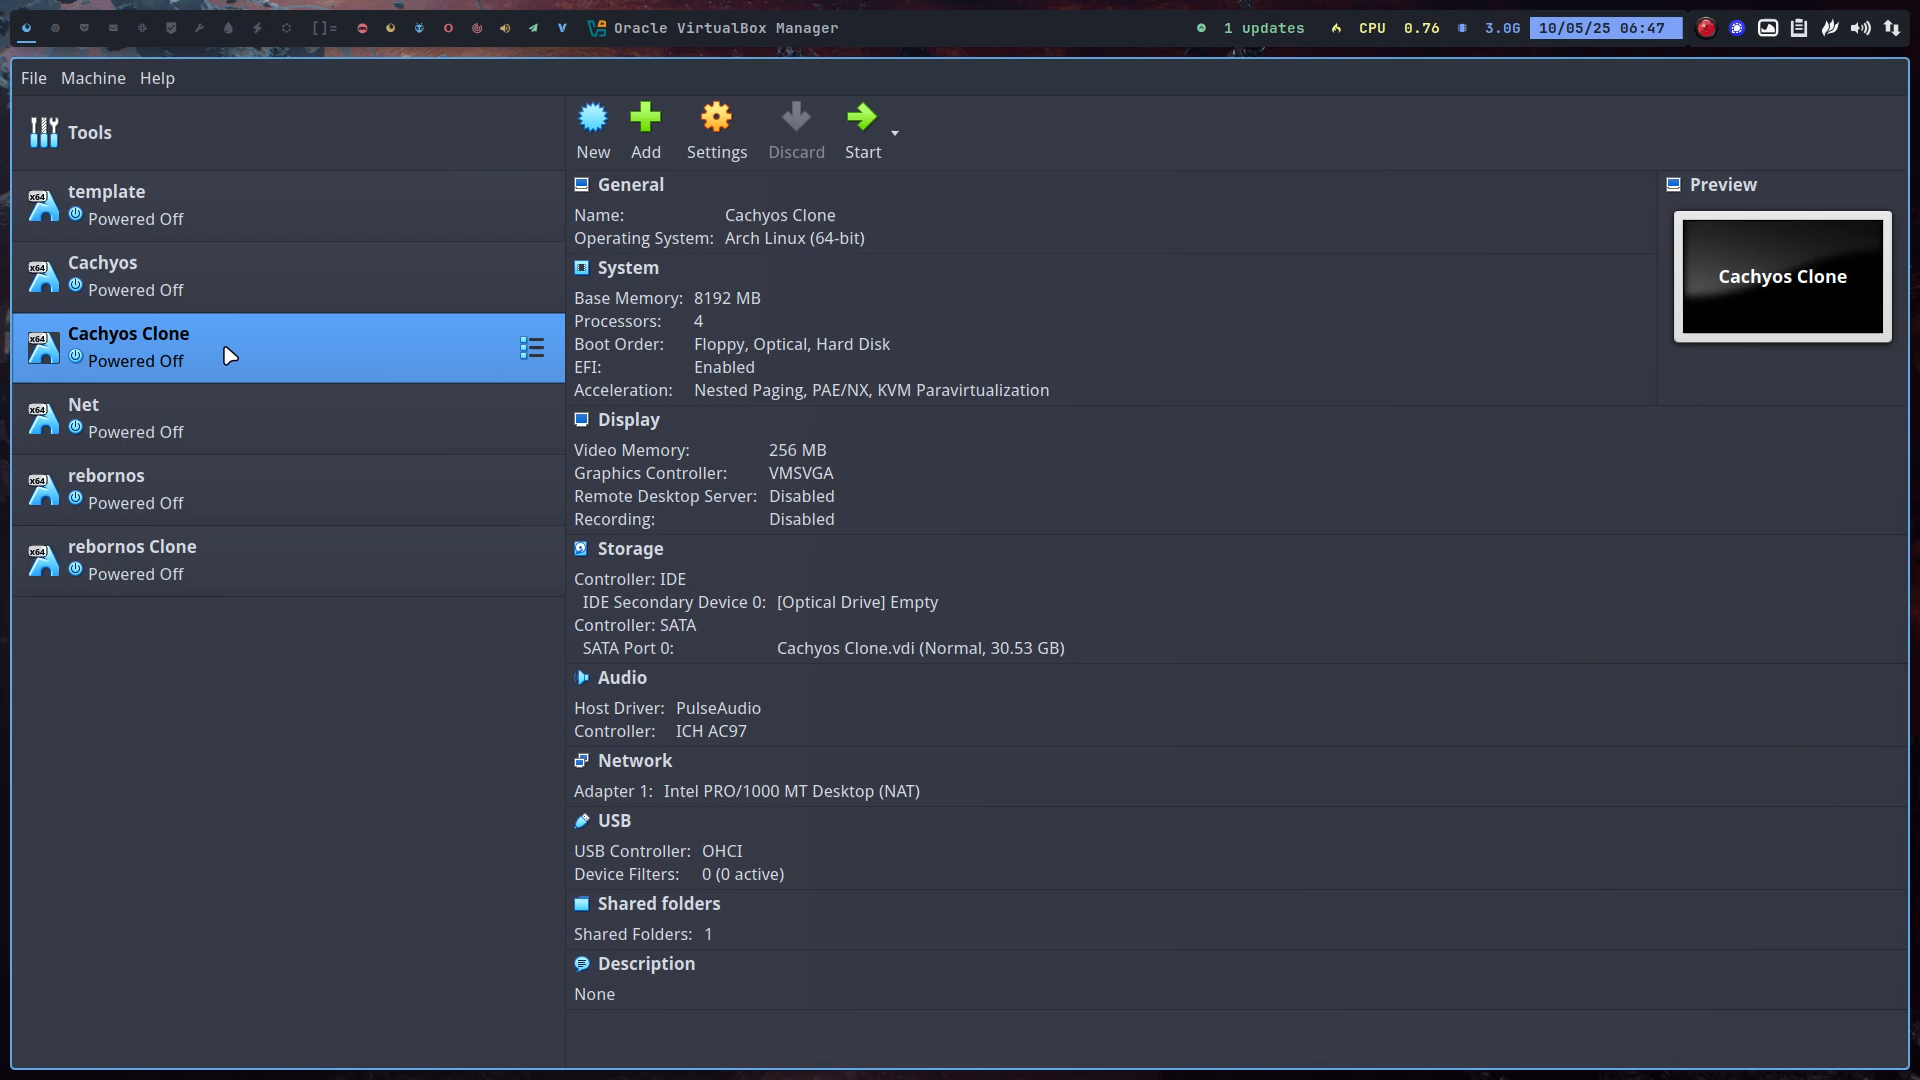 []= Oracle VirtualBox Manager 1 updates CPU 0.76 3.0G 10/05/25 06:47
File Machine Help
Tools
New Add Settings Discard Start
x64 template
Powered Off
x64 Cachyos
Powered Off
x64 Cachyos Clone
Powered Off
x64 Net
Powered Off
x64 rebornos
Powered Off
x64 rebornos Clone
Powered Off
General
Name: Cachyos Clone
Operating System: Arch Linux (64-bit)
System
Base Memory: 8192 MB
Processors: 4
Boot Order: Floppy, Optical, Hard Disk
EFI: Enabled
Acceleration: Nested Paging, PAE/NX, KVM Paravirtualization
Display
Video Memory: 256 MB
Graphics Controller: VMSVGA
Remote Desktop Server: Disabled
Recording: Disabled
Storage
Controller: IDE
IDE Secondary Device 0: [Optical Drive] Empty
Controller: SATA
SATA Port 0: Cachyos Clone.vdi (Normal, 30.53 GB)
Audio
Host Driver: PulseAudio
Controller: ICH AC97
Network
Adapter 1: Intel PRO/1000 MT Desktop (NAT)
USB
USB Controller: OHCI
Device Filters: 0 (0 active)
Shared folders
Shared Folders: 1
Description
None
Preview
Cachyos Clone